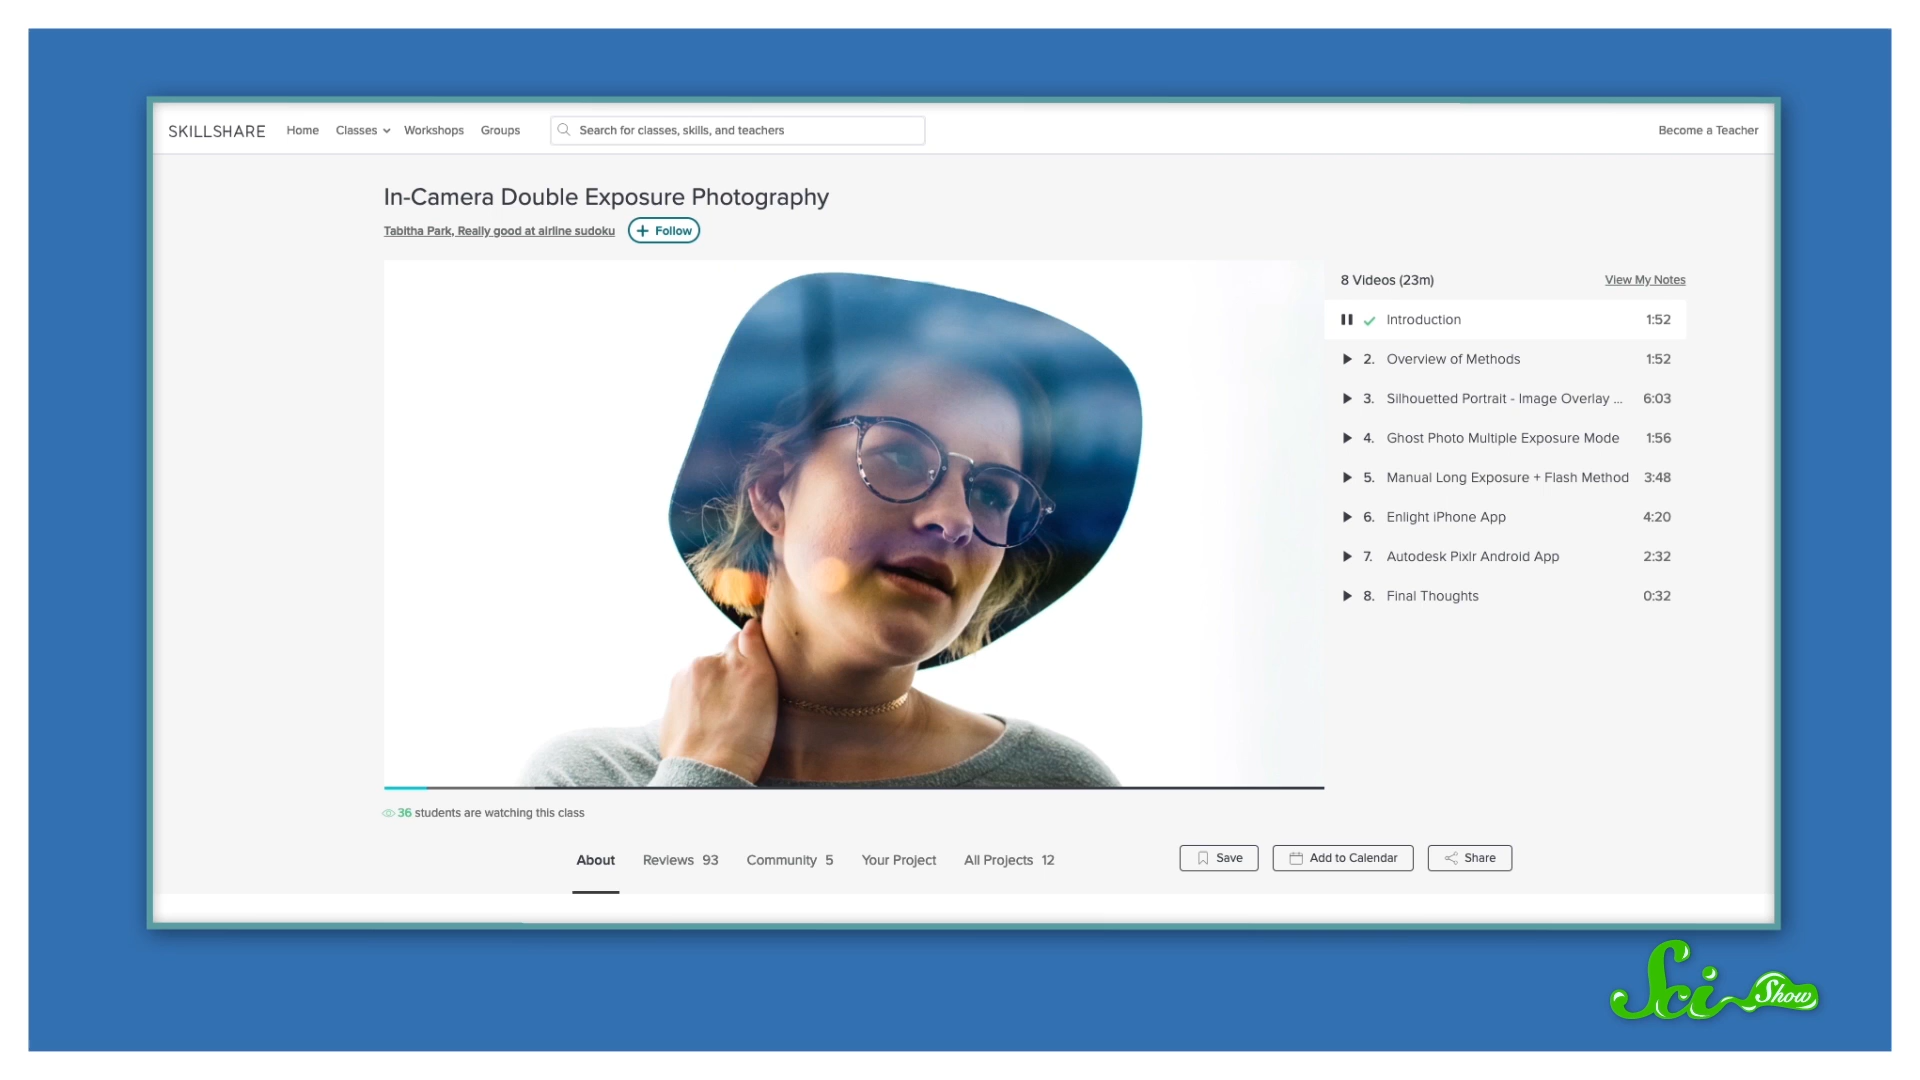 SKILLSHARE Home Classes Workshops Groups Search for classes, skills, and teachers Become a Teacher
In-Camera Double Exposure Photography
Tabitha Park, Really good at airline sudoku + Follow
8 Videos (23m) View My Notes
Introduction 1:52
2. Overview of Methods 1:52
3. Silhouetted Portrait - Image Overlay ... 6:03
4. Ghost Photo Multiple Exposure Mode 1:56
5. Manual Long Exposure + Flash Method 3:48
6. Enlight iPhone App 4:20
7. Autodesk Pixlr Android App 2:32
8. Final Thoughts 0:32
36 students are watching this class
About Reviews 93 Community 5 Your Project All Projects 12 Save Add to Calendar Share
Sci Show